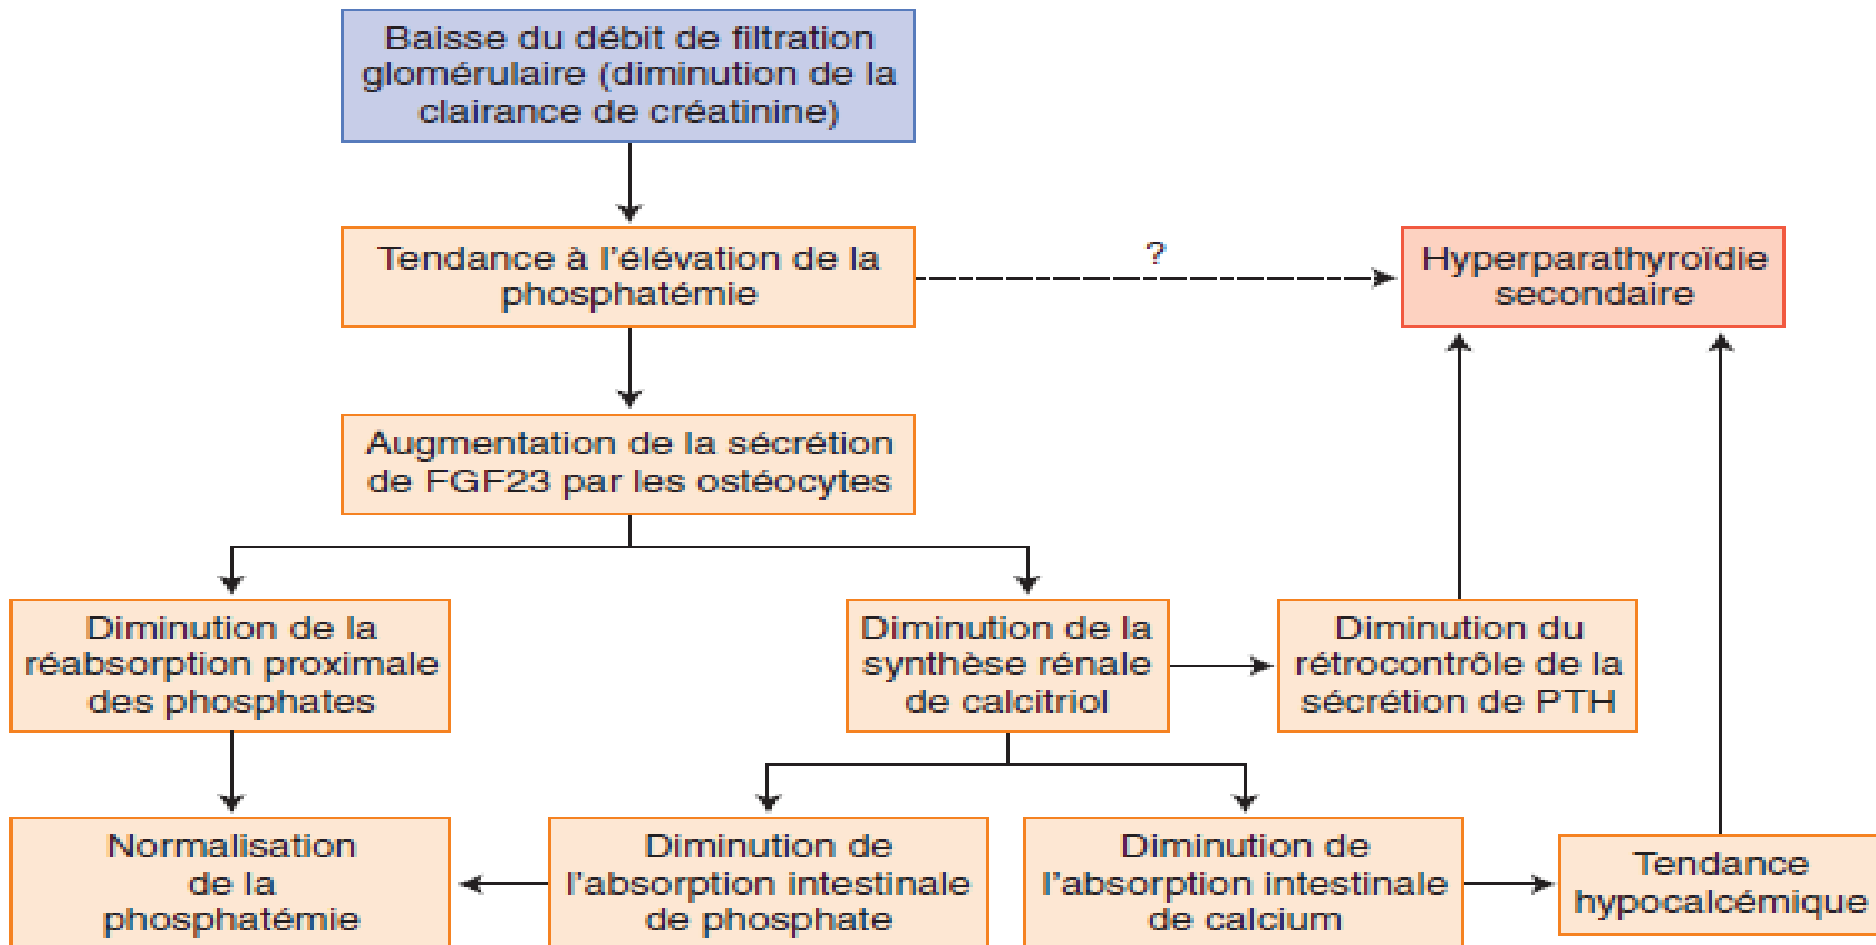 Baisse du débit de filtration
glomérulaire (diminution de la
clairance de créatinine)
Tendance à l'élévation de la
phosphatémie
?
Hyperparathyroïdie
secondaire
Augmentation de la sécrétion
de FGF23 par les ostéocytes
Diminution de la
réabsorption proximale
des phosphates
Diminution de la
synthèse rénale
de calcitriol
Diminution du
rétrocontrôle de la
sécrétion de PTH
Normalisation
de la
phosphatémie
Diminution de
l'absorption intestinale
de phosphate
Diminution de
l'absorption intestinale
de calcium
Tendance
hypocalcémique